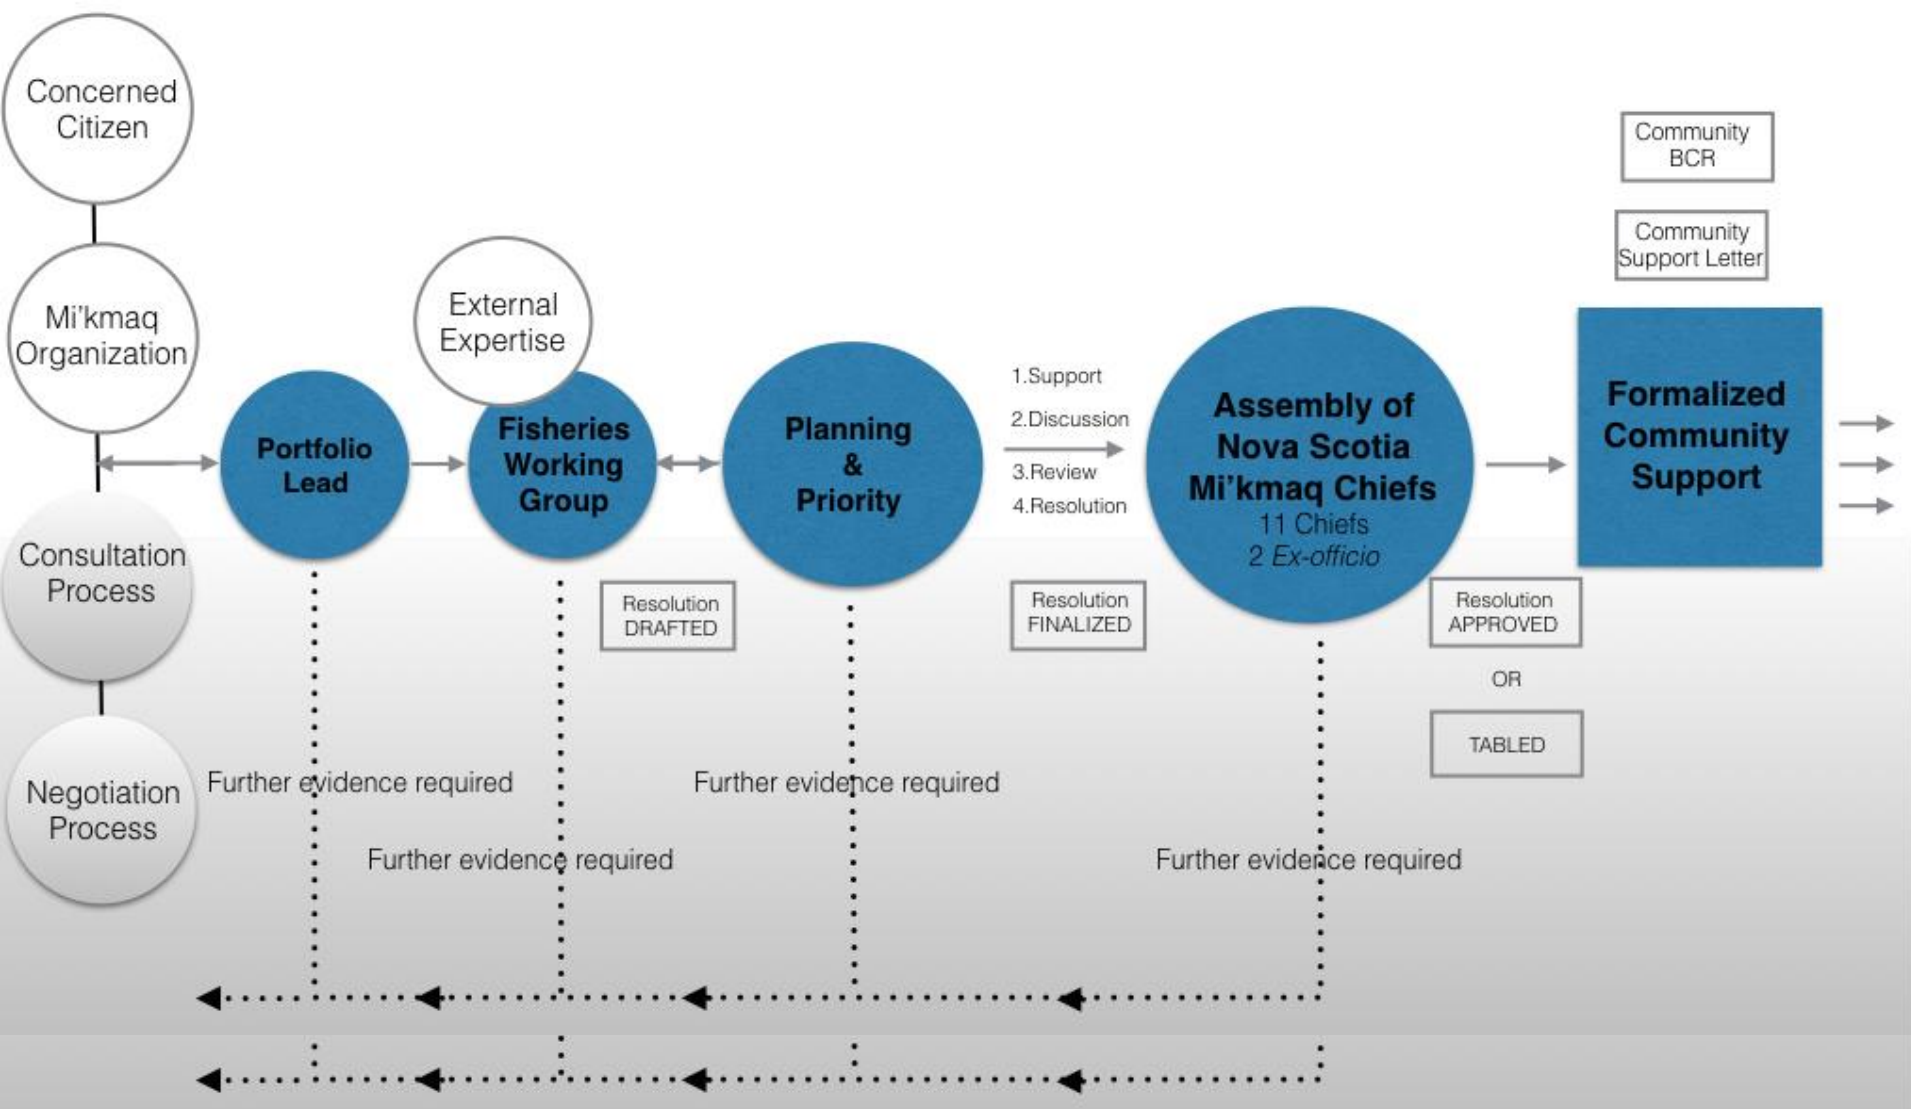 Concerned
Citizen
Mi'kmaq
Organization
Consultation
Process
Negotiation
Process
Portfolio
Lead
External
Expertise
Fisheries
Working
Group
Planning
&
Priority
1.Support
2.Discussion
3.Review
4.Resolution
Assembly of
Nova Scotia
Mi'kmaq Chiefs
11 Chiefs
2 Ex-officio
Community
BCR
Community
Support Letter
Formalized
Community
Support
Resolution
DRAFTED
Resolution
FINALIZED
Resolution
APPROVED
OR
TABLED
Further evidence required
Further evidence required
Further evidence required
Further evidence required